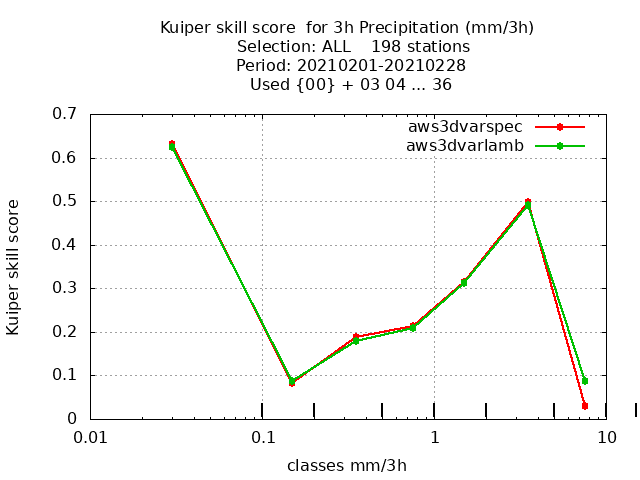 Kuiper skill score  for 3h Precipitation (mm/3h)
Selection: ALL    198 stations
Period: 20210201-20210228
Used {00} + 03 04 ... 36
aws3dvarspec
aws3dvarlamb
Kuiper skill score
0.7
0.6
0.5
0.4
0.3
0.2
0.1
0
0.01
0.1
1
10
classes mm/3h